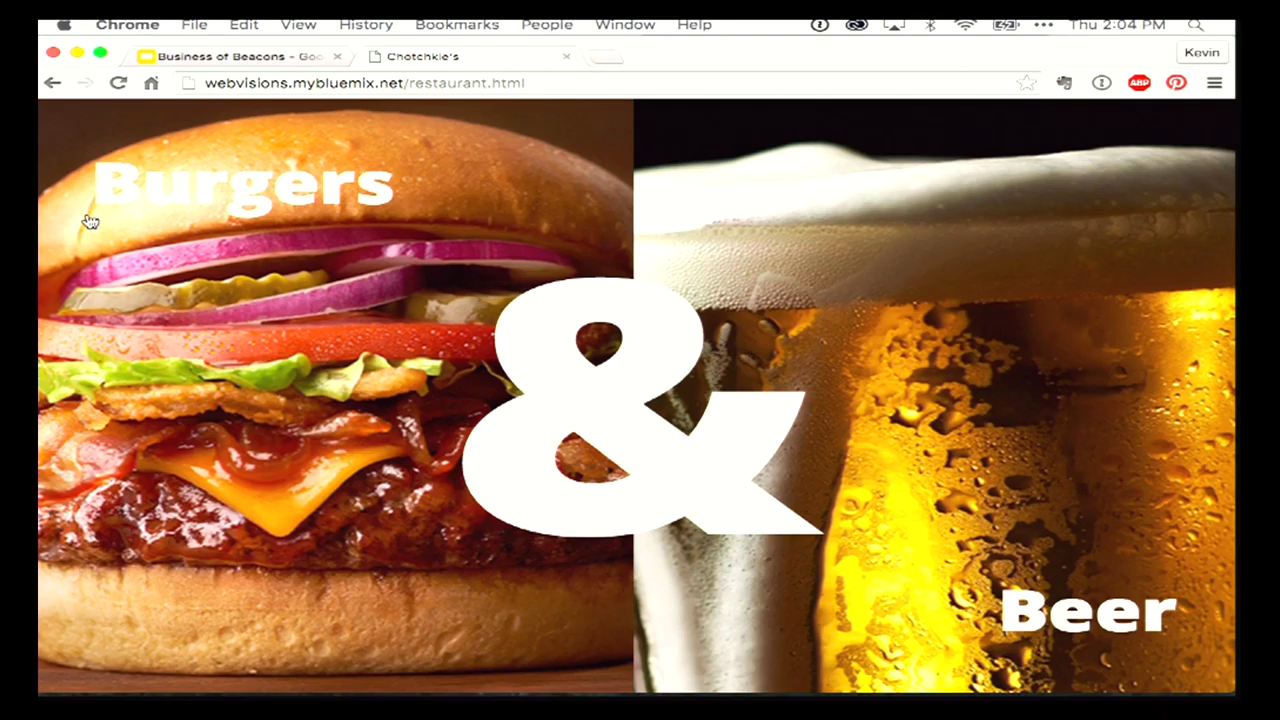 Chrome File Edit View History Bookmarks People Window Help Thu 2:04 PM
Business of Beacons - Goo Chotchkie's Kevin
webvisions.mybluemix.net/restaurant.html ABP
Burgers
&
Beer